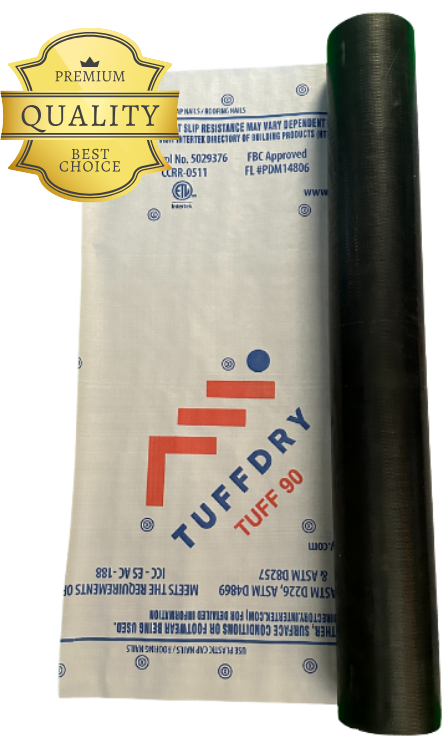 PREMIUM
QUALITY
BEST
CHOICE
AP NAILS / ROOFING NAILS
SLIP RESISTANCE MAY VARY DEPENDENT
INTERTEK DIRECTORY OF BUILDING PRODUCTS
No. 5029376
CCRR-0511
FBC Approved
FL #PDM14806
ETL
Intertek
www
TUFFDRY
TUFF 90
.com
& ASTM D8257
ICC - ES AC - 188
ASTM D226, ASTM D4869
MEETS THE REQUIREMENTS OF
DIRECTORY.INTERTEK.COM) FOR DETAILED INFORMATION
THER, SURFACE CONDITIONS OR FOOTWEAR BEING USED.
USE PLASTIC CAP NAILS / ROOFING NAILS